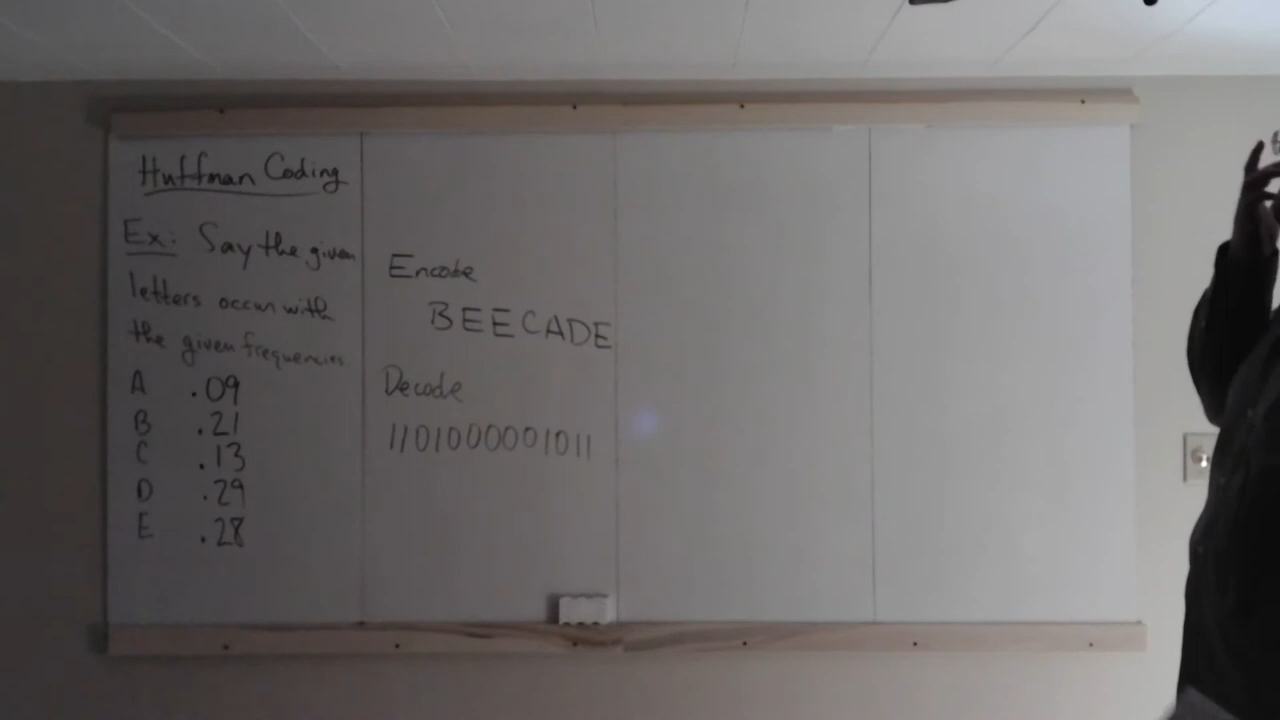 Huffman Coding
Ex: Say the given
letters occur with
the given frequencies
A .09
B .21
C .13
D .29
E .28
Encode
BEECADE
Decode
1101000001011